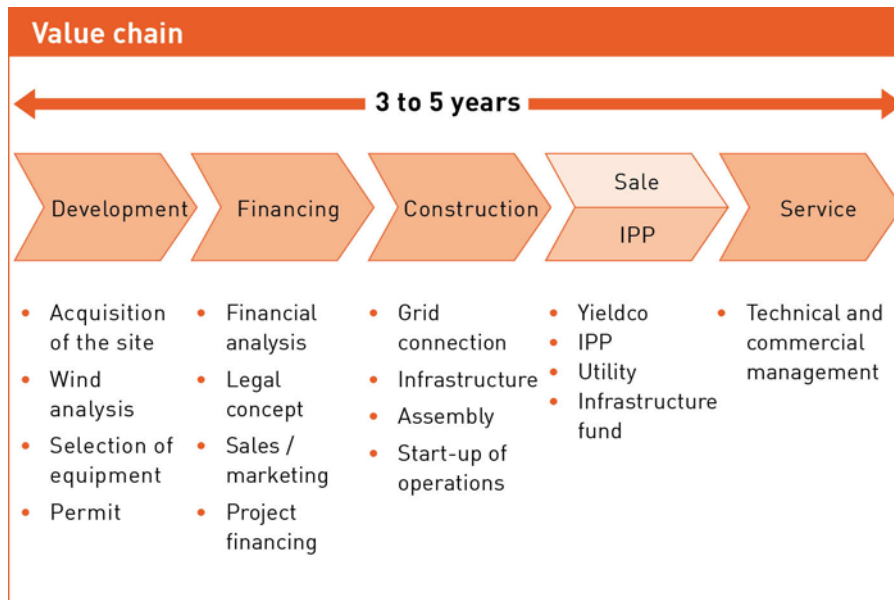 Value chain
3 to 5 years
Development
Financing
Construction
Sale
IPP
Service
• Acquisition
of the site
• Wind
analysis
• Selection of
equipment
• Permit
• Financial
analysis
• Legal
concept
• Sales /
marketing
• Project
financing
• Grid
connection
• Infrastructure
• Assembly
• Start-up of
operations
• Yieldco
• IPP
• Utility
• Infrastructure
fund
• Technical and
commercial
management